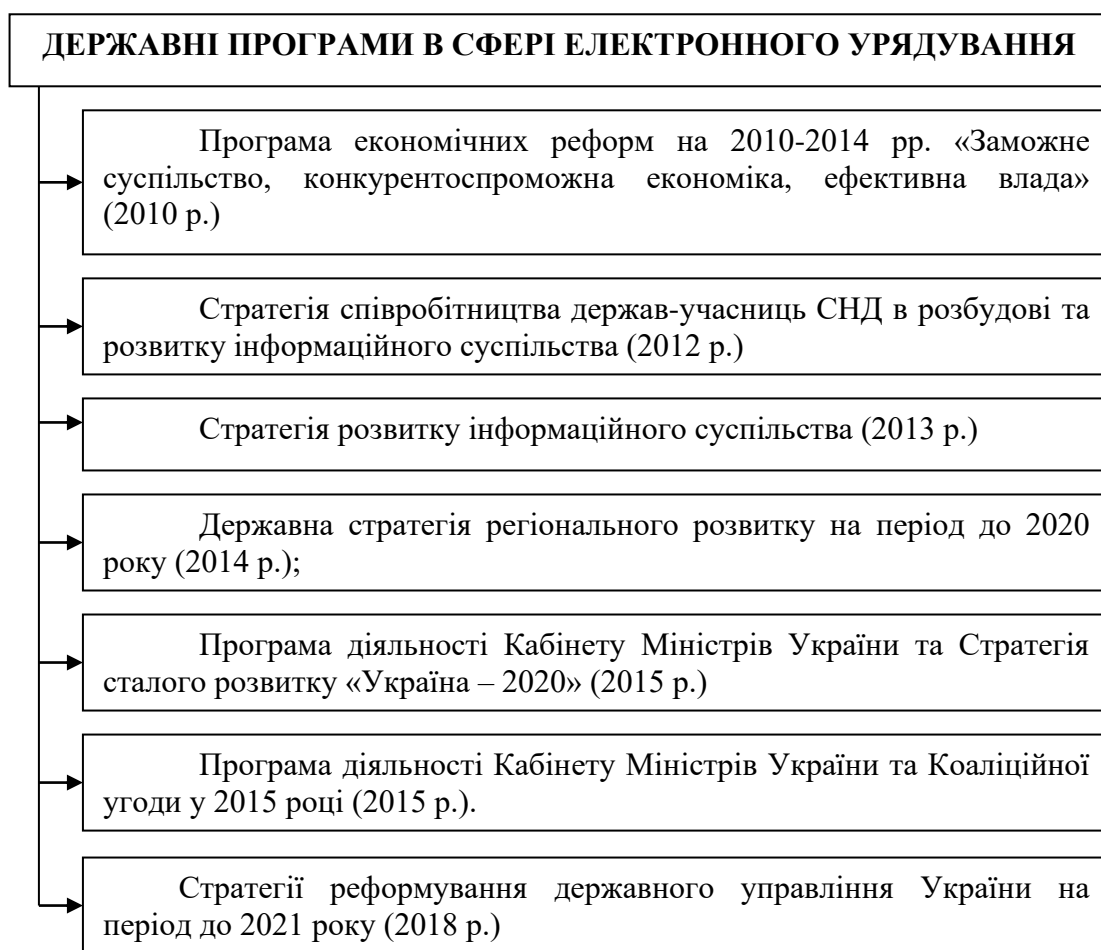 ДЕРЖАВНІ ПРОГРАМИ В СФЕРІ ЕЛЕКТРОННОГО УРЯДУВАННЯ
Програма економічних реформ на 2010-2014 рр. «Заможне
суспільство, конкурентоспроможна економіка, ефективна влада»
(2010 р.)
Стратегія співробітництва держав-учасниць СНД в розбудові та
розвитку інформаційного суспільства (2012 р.)
Стратегія розвитку інформаційного суспільства (2013 р.)
Державна стратегія регіонального розвитку на період до 2020
року (2014 р.);
Програма діяльності Кабінету Міністрів України та Стратегія
сталого розвитку «Україна – 2020» (2015 р.)
Програма діяльності Кабінету Міністрів України та Коаліційної
угоди у 2015 році (2015 р.).
Стратегії реформування державного управління України на
період до 2021 року (2018 р.)